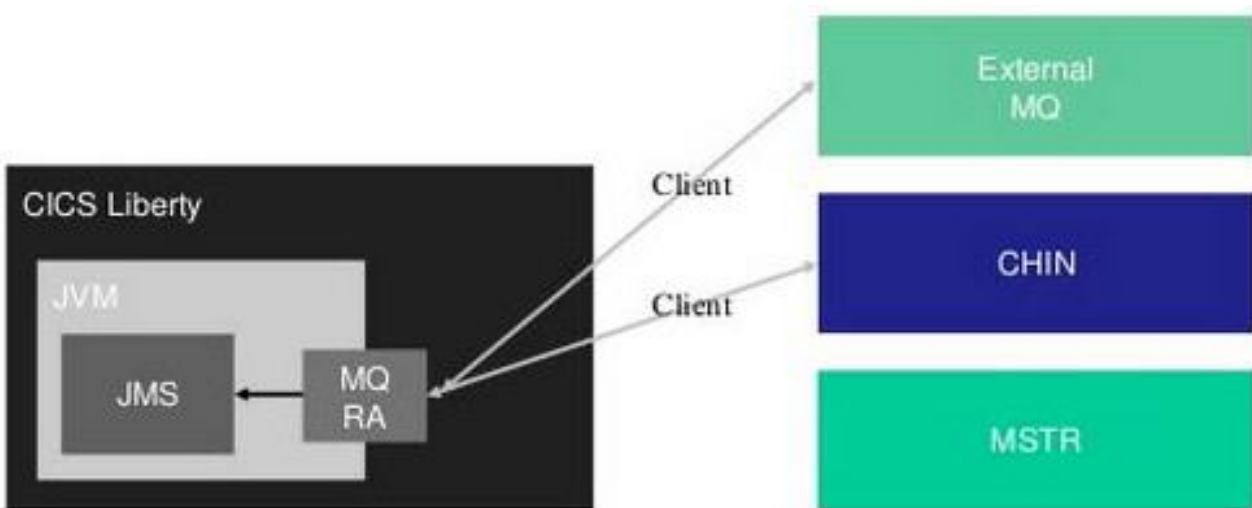 External
MQ
Client
CICS Liberty
CHIN
JVM
Client
MQ
RA
JMS
MSTR